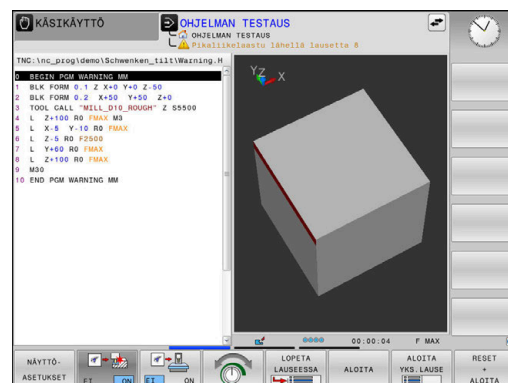 KÄSIKÄYTTÖ
OHJELMAN TESTAUS
OHJELMAN TESTAUS
Pikaliikelaastu lähellä lausetta 8
TNC:\nc_prog\demo\Schwenken_tilt\Warning.H
0 BEGIN PGM WARNING MM
1 BLK FORM 0.1 Z X+0 Y+0 Z-50
2 BLK FORM 0.2 X+50 Y+50 Z+0
3 TOOL CALL "MILL_D10_ROUGH" Z S5500
4 L Z+100 R0 FMAX M3
5 L X-5 Y-10 R0 FMAX
6 L Z-5 R0 F2500
7 L Y+60 R0 FMAX
8 L Z+100 R0 FMAX
9 M30
10 END PGM WARNING MM
Y Z X
00:00:04 F MAX
NÄYTTÖ-
ASETUKSET
EI ON
EI ON
LOPETA
LAUSEESSA
ALOITA
ALOITA
YKS. LAUSE
RESET
+
ALOITA